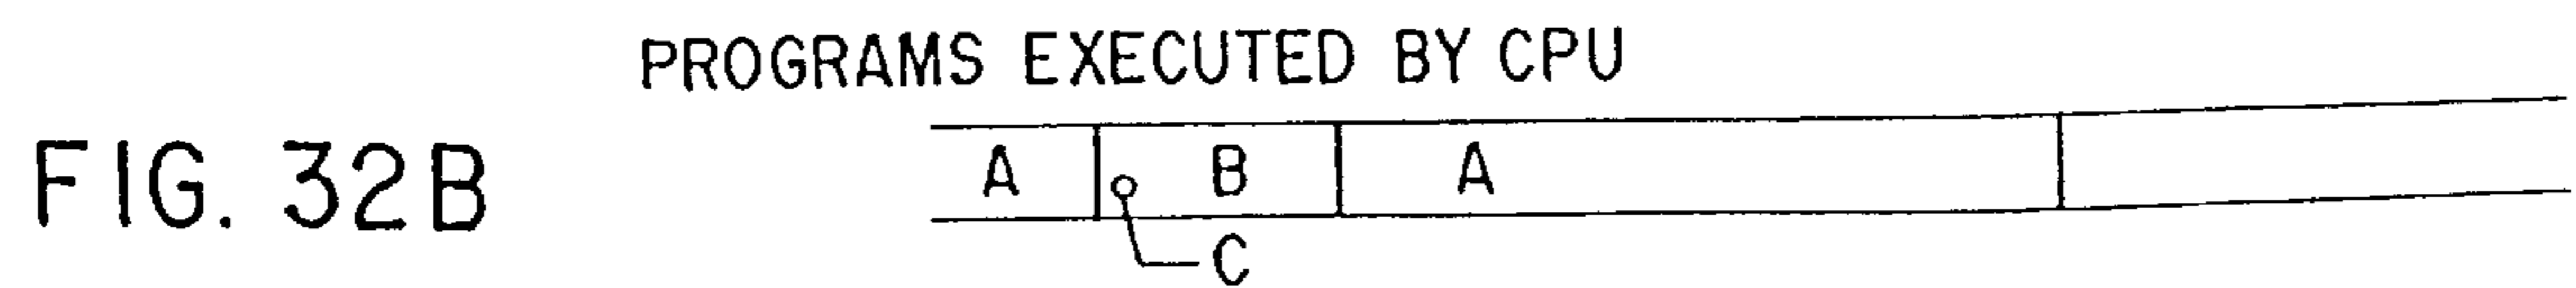 PROGRAMS EXECUTED BY CPU
FIG. 32B
A B A
C